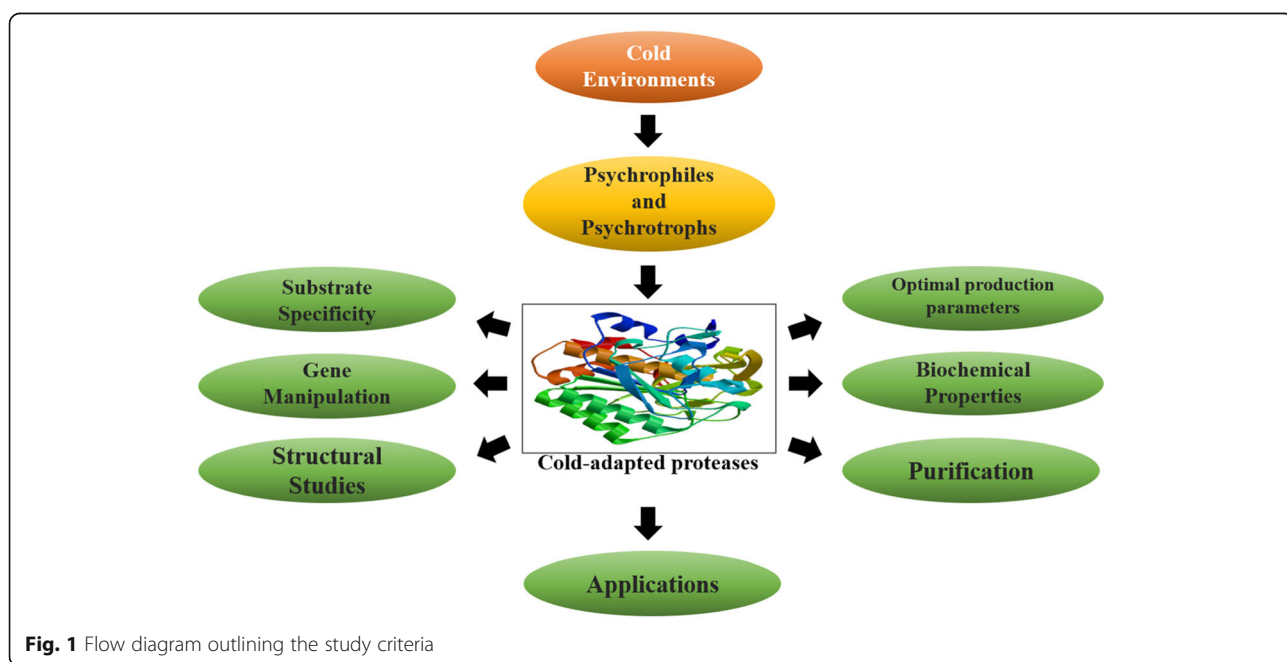 Cold
Environments
Psychrophiles
and
Psychrotrophs
Substrate
Specificity
Optimal production
parameters
Gene
Manipulation
Biochemical
Properties
Structural
Studies
Purification
Cold-adapted proteases
Applications
Fig. 1 Flow diagram outlining the study criteria